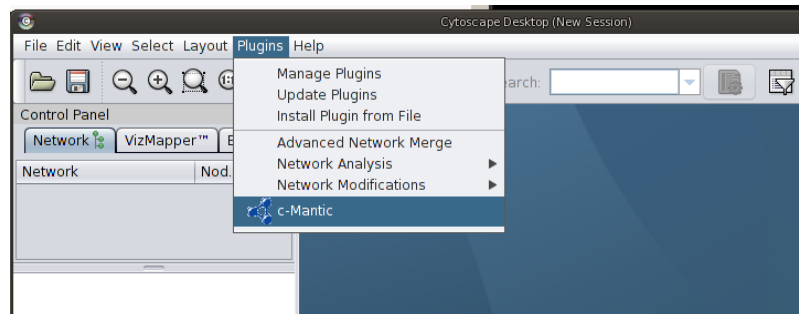 Cytoscape Desktop (New Session)
File Edit View Select Layout Plugins Help
Manage Plugins
Update Plugins
Install Plugin from File
Advanced Network Merge
Network Analysis
Network Modifications
c-Mantic
earch:
Control Panel
Network VizMapper™ E
Network Nod.